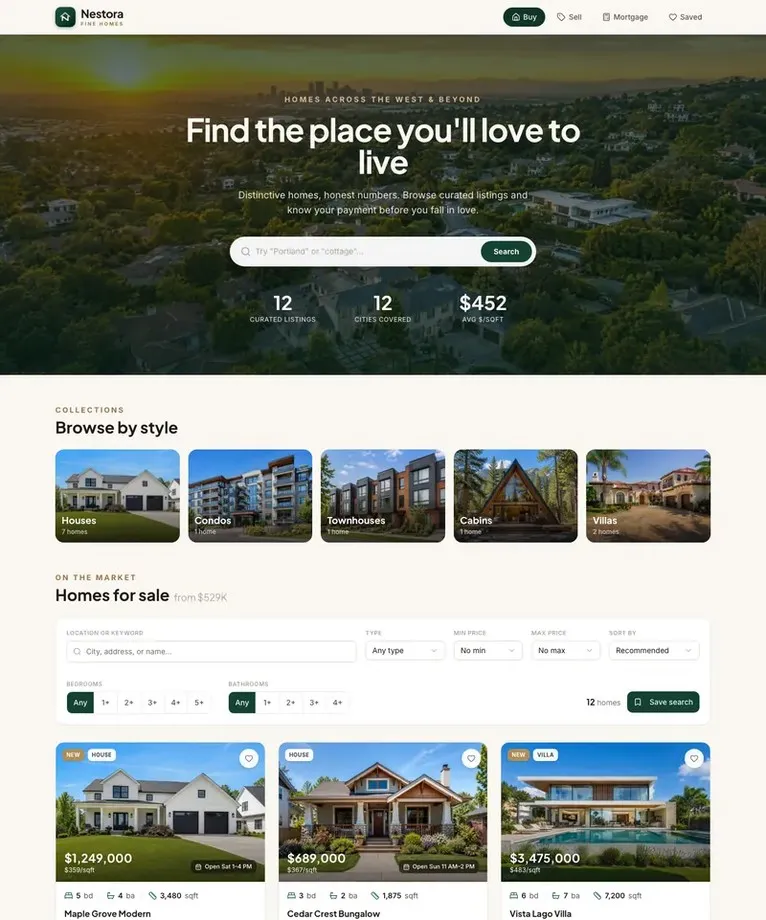 Nestora
FINE HOMES
Buy
Sell
Mortgage
Saved
HOMES ACROSS THE WEST & BEYOND
Find the place you'll love to
live
Distinctive homes, honest numbers. Browse curated listings and
know your payment before you fall in love.
Try "Portland" or "cottage"...
Search
12
CURATED LISTINGS
12
CITIES COVERED
$452
AVG $/SQFT
COLLECTIONS
Browse by style
Houses
7 homes
Condos
1 home
Townhouses
1 home
Cabins
1 home
Villas
2 homes
ON THE MARKET
Homes for sale from $529K
LOCATION OR KEYWORD
City, address, or name...
TYPE
Any type
MIN PRICE
No min
MAX PRICE
No max
SORT BY
Recommended
BEDROOMS
Any 1+ 2+ 3+ 4+ 5+
BATHROOMS
Any 1+ 2+ 3+ 4+
12 homes
Save search
NEW HOUSE
$1,249,000
$359/sqft
Open Sat 1–4 PM
5 bd 4 ba 3,480 sqft
Maple Grove Modern
HOUSE
$689,000
$367/sqft
Open Sun 11 AM–2 PM
3 bd 2 ba 1,875 sqft
Cedar Crest Bungalow
NEW VILLA
$3,475,000
$483/sqft
6 bd 7 ba 7,200 sqft
Vista Lago Villa